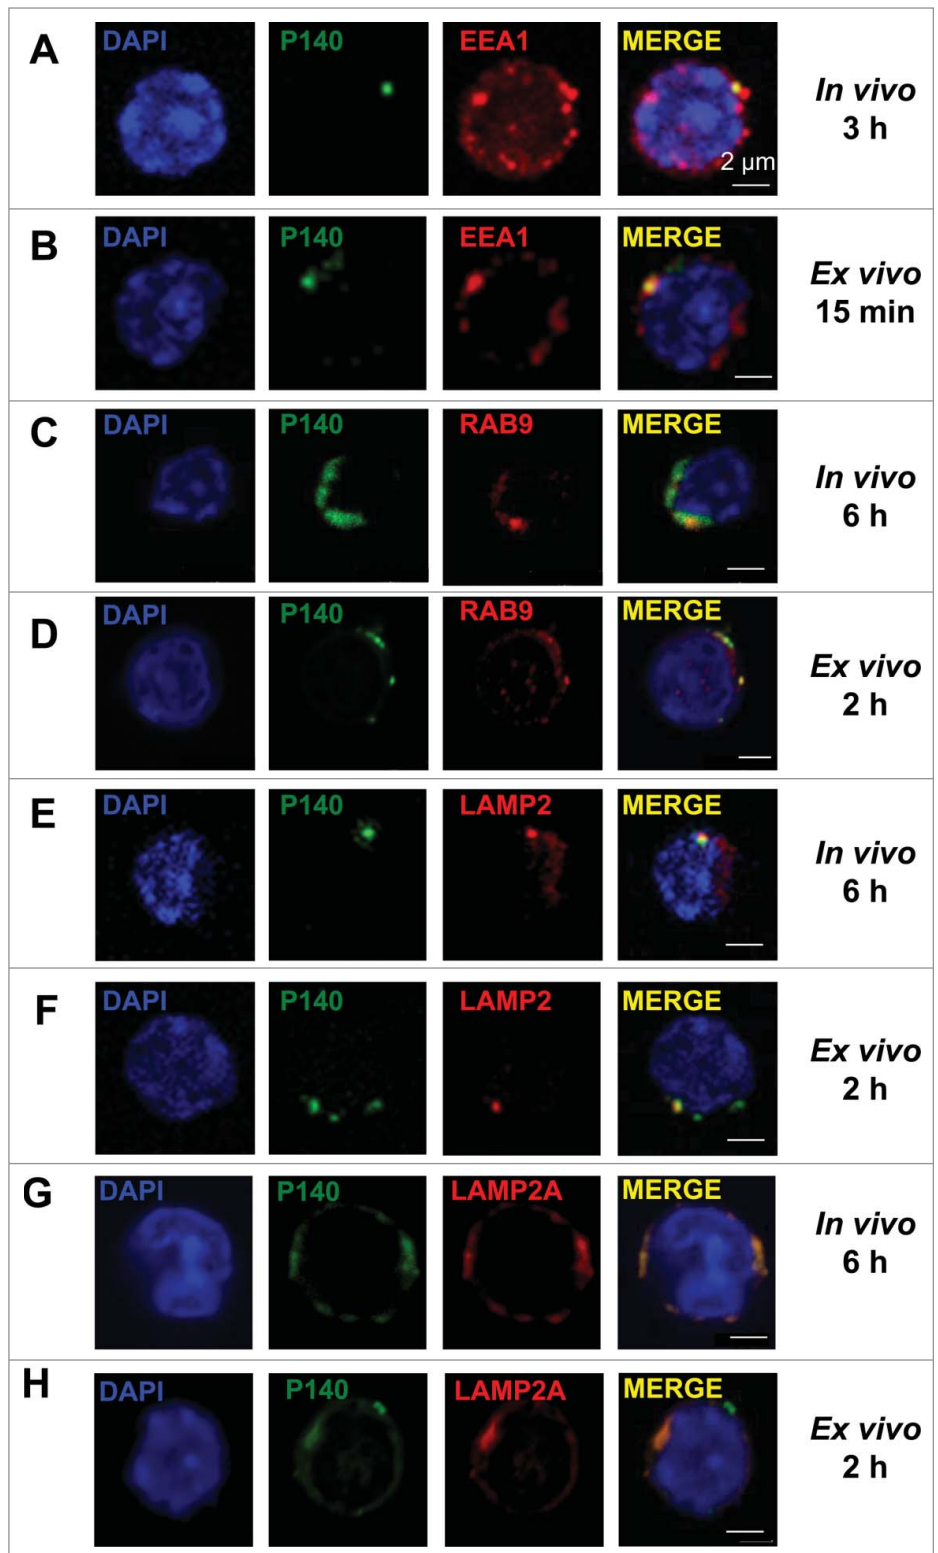 A DAPI P140 EEA1 MERGE In vivo
3 h
2 µm
B DAPI P140 EEA1 MERGE Ex vivo
15 min
C DAPI P140 RAB9 MERGE In vivo
6 h
D DAPI P140 RAB9 MERGE Ex vivo
2 h
E DAPI P140 LAMP2 MERGE In vivo
6 h
F DAPI P140 LAMP2 MERGE Ex vivo
2 h
G DAPI P140 LAMP2A MERGE In vivo
6 h
H DAPI P140 LAMP2A MERGE Ex vivo
2 h